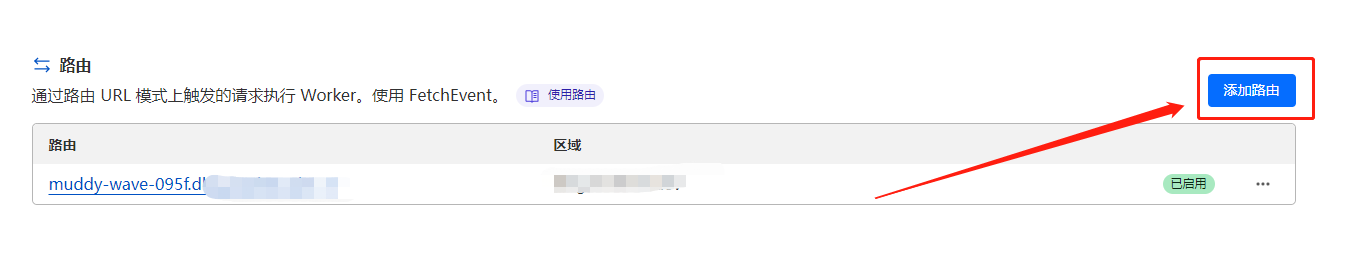 路由
通过路由 URL 模式上触发的请求执行 Worker。使用 FetchEvent。 使用路由
添加路由
路由 区域
muddy-wave-095f.d
已启用